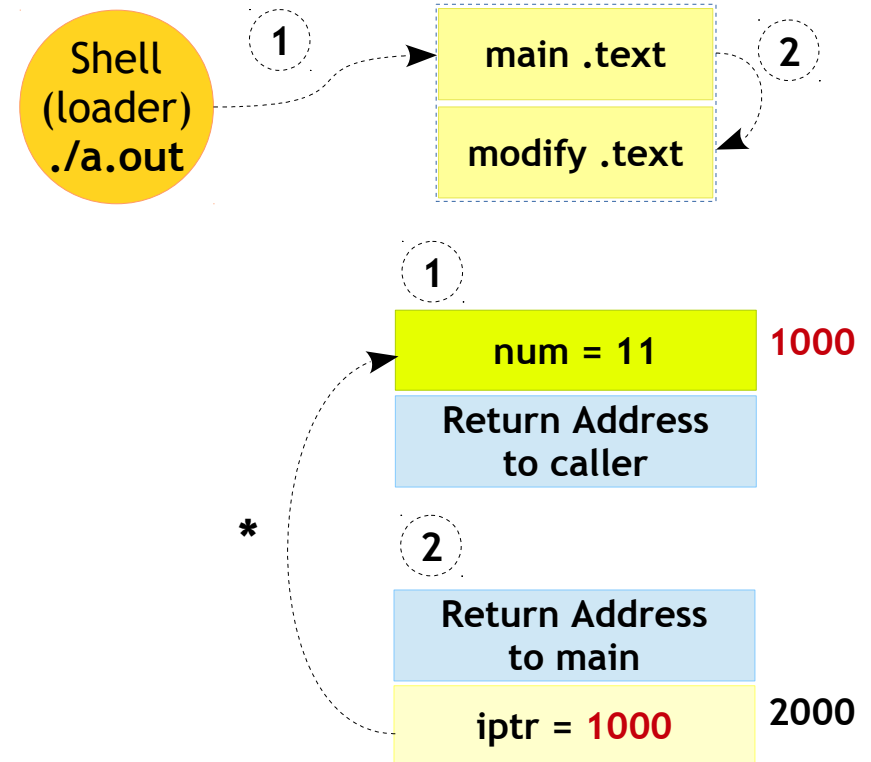 Shell
(loader)
./a.out
1
main .text
2
modify .text
1
num = 11
1000
Return Address
to caller
*
2
Return Address
to main
iptr = 1000
2000